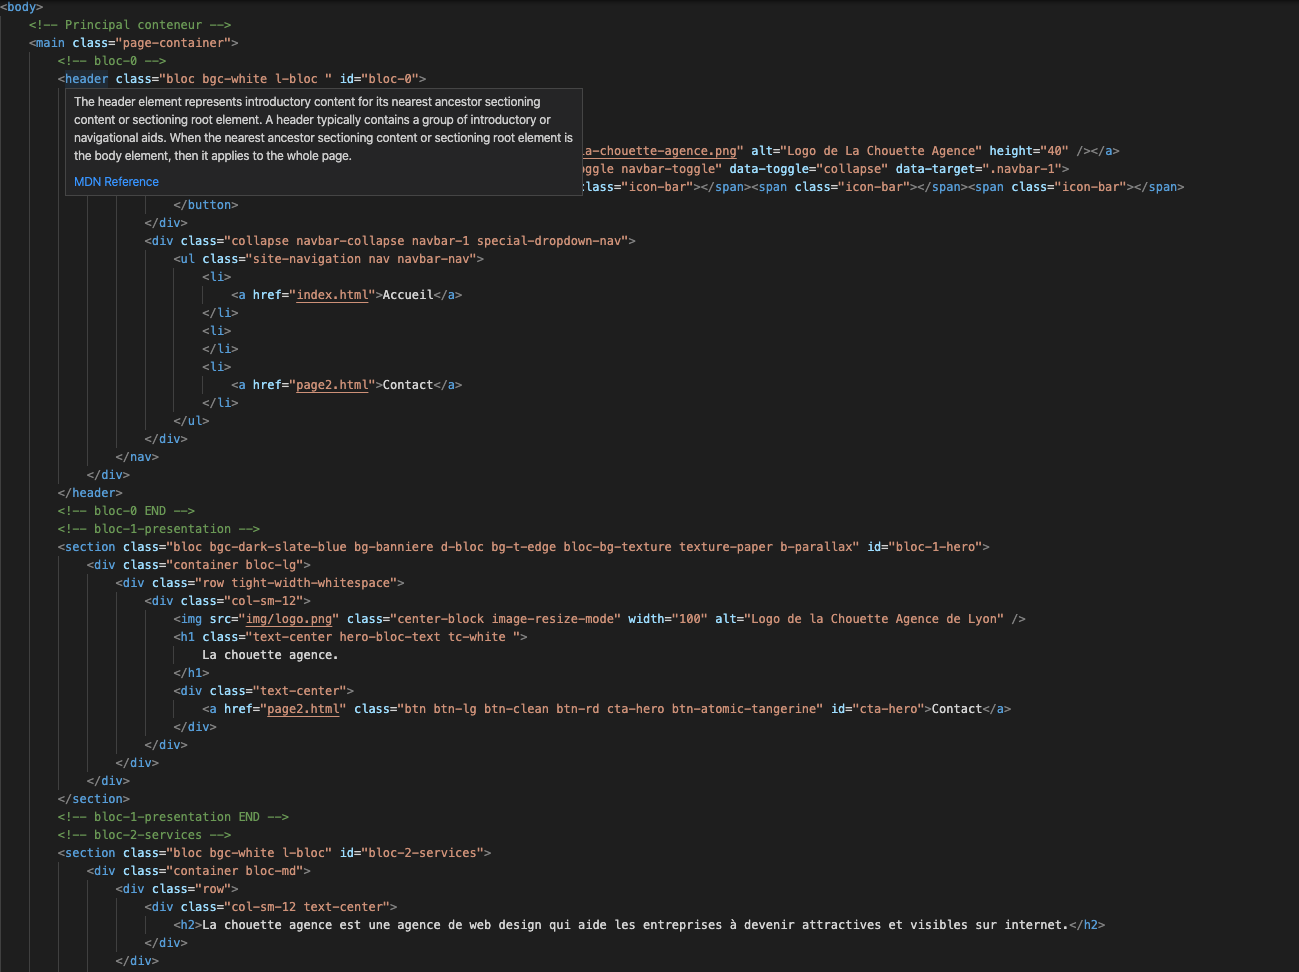 <body>
<!-- Principal conteneur -->
<main class="page-container">
<!-- bloc-0 -->
<header class="bloc bgc-white l-bloc " id="bloc-0">
The header element represents introductory content for its nearest ancestor sectioning
content or sectioning root element. A header typically contains a group of introductory or
navigational aids. When the nearest ancestor sectioning content or sectioning root element is
the body element, then it applies to the whole page.
MDN Reference
la-chouette-agence.png" alt="Logo de La Chouette Agence" height="40" /></a>
ggle navbar-toggle" data-toggle="collapse" data-target=".navbar-1">
class="icon-bar"></span><span class="icon-bar"></span><span class="icon-bar"></span>
</button>
</div>
<div class="collapse navbar-collapse navbar-1 special-dropdown-nav">
<ul class="site-navigation nav navbar-nav">
<li>
<a href="index.html">Accueil</a>
</li>
<li>
</li>
<li>
<a href="page2.html">Contact</a>
</li>
</ul>
</div>
</nav>
</div>
</header>
<!-- bloc-0 END -->
<!-- bloc-1-presentation -->
<section class="bloc bgc-dark-slate-blue bg-banniere d-bloc bg-t-edge bloc-bg-texture texture-paper b-parallax" id="bloc-1-hero">
<div class="container bloc-lg">
<div class="row tight-width-whitespace">
<div class="col-sm-12">
<img src="img/logo.png" class="center-block image-resize-mode" width="100" alt="Logo de la Chouette Agence de Lyon" />
<h1 class="text-center hero-bloc-text tc-white ">
La chouette agence.
</h1>
<div class="text-center">
<a href="page2.html" class="btn btn-lg btn-clean btn-rd cta-hero btn-atomic-tangerine" id="cta-hero">Contact</a>
</div>
</div>
</div>
</div>
</section>
<!-- bloc-1-presentation END -->
<!-- bloc-2-services -->
<section class="bloc bgc-white l-bloc" id="bloc-2-services">
<div class="container bloc-md">
<div class="row">
<div class="col-sm-12 text-center">
<h2>La chouette agence est une agence de web design qui aide les entreprises à devenir attractives et visibles sur internet.</h2>
</div>
</div>